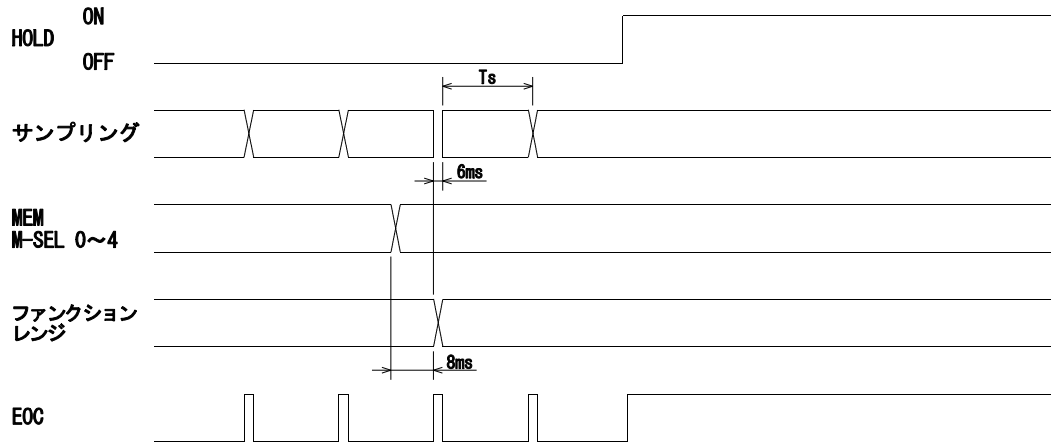 ON
HOLD
OFF
Ts
サンプリング
6ms
MEM
M-SEL 0～4
ファンクション
レンジ
8ms
EOC